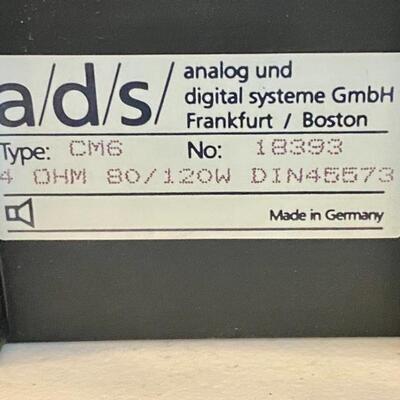 a/d/s/
analog und
digital systeme GmbH
Frankfurt / Boston
Type: CM6 No: 18393
4 OHM 80/120W DIN45573
Made in Germany